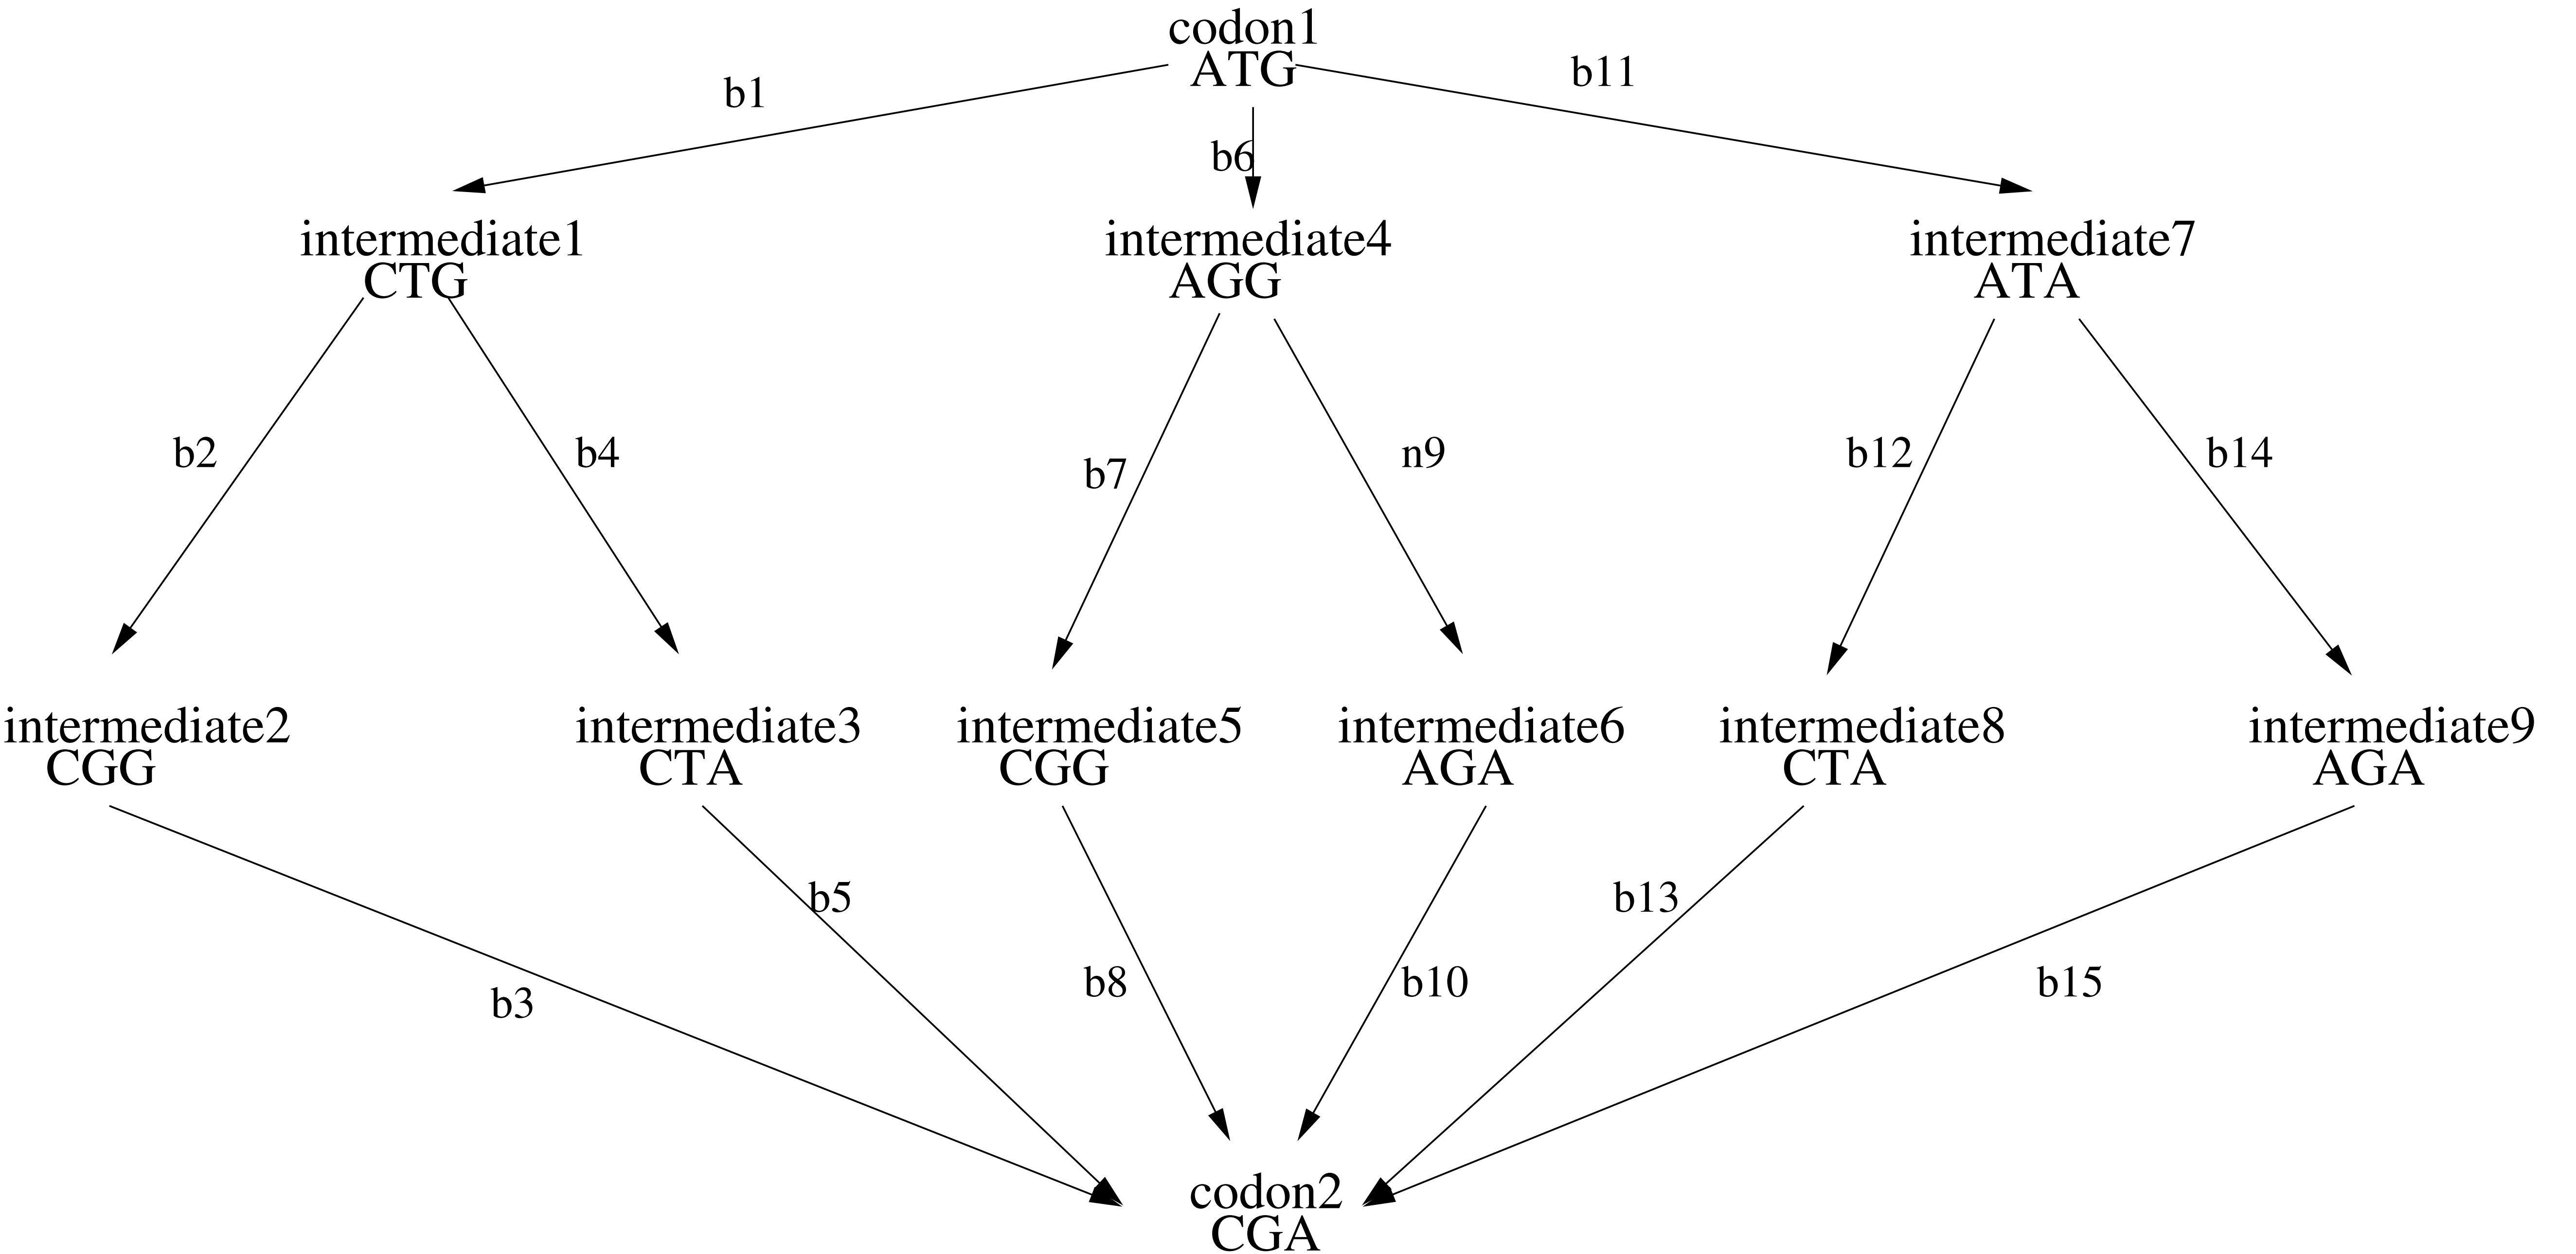 codon1
ATG
b1
b11
b6
intermediate1
CTG
intermediate4
AGG
intermediate7
ATA
b2
b4
b7
n9
b12
b14
intermediate2
CGG
intermediate3
CTA
intermediate5
CGG
intermediate6
AGA
intermediate8
CTA
intermediate9
AGA
b5
b13
b3
b8
b10
b15
codon2
CGA